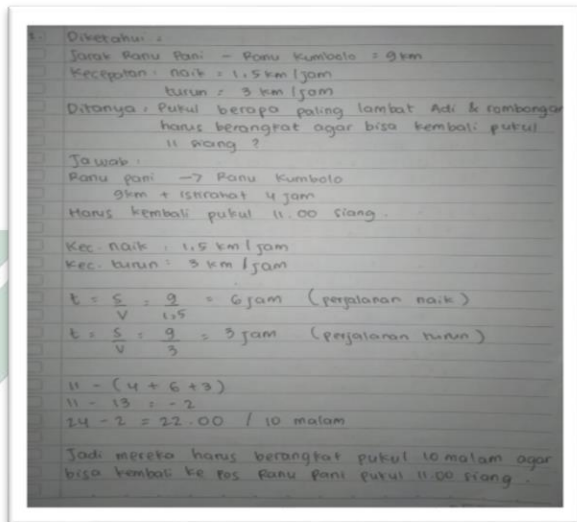 1. Diketahui :
Jarak Ranu Pani - Ranu Kumbolo = 9 km
Kecepatan : naik = 1,5 km / jam
turun = 3 km / jam
Ditanya : Pukul berapa paling lambat Adi & rombongan
harus berangkat agar bisa kembali pukul
11 siang ?
Jawab :
Ranu pani -> Ranu Kumbolo
9km + istirahat 4 jam
Harus kembali pukul 11.00 siang.
Kec. naik : 1,5 km / jam
Kec. turun = 3 km / jam
t = s/v = 9/1,5 = 6 jam (perjalanan naik)
t = s/v = 9/3 = 3 jam (perjalanan turun)
11 - (4 + 6 + 3)
11 - 13 = -2
24 - 2 = 22.00 / 10 malam
Jadi mereka harus berangkat pukul 10 malam agar
bisa kembali ke pos Ranu Pani pukul 11.00 siang.